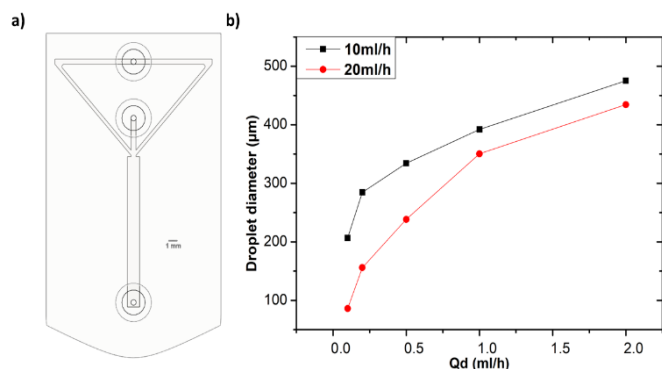 a)
1 mm
b)
10ml/h
20ml/h
Droplet diameter (μm)
500
400
300
200
100
0.0 0.5 1.0 1.5 2.0
Qd (ml/h)